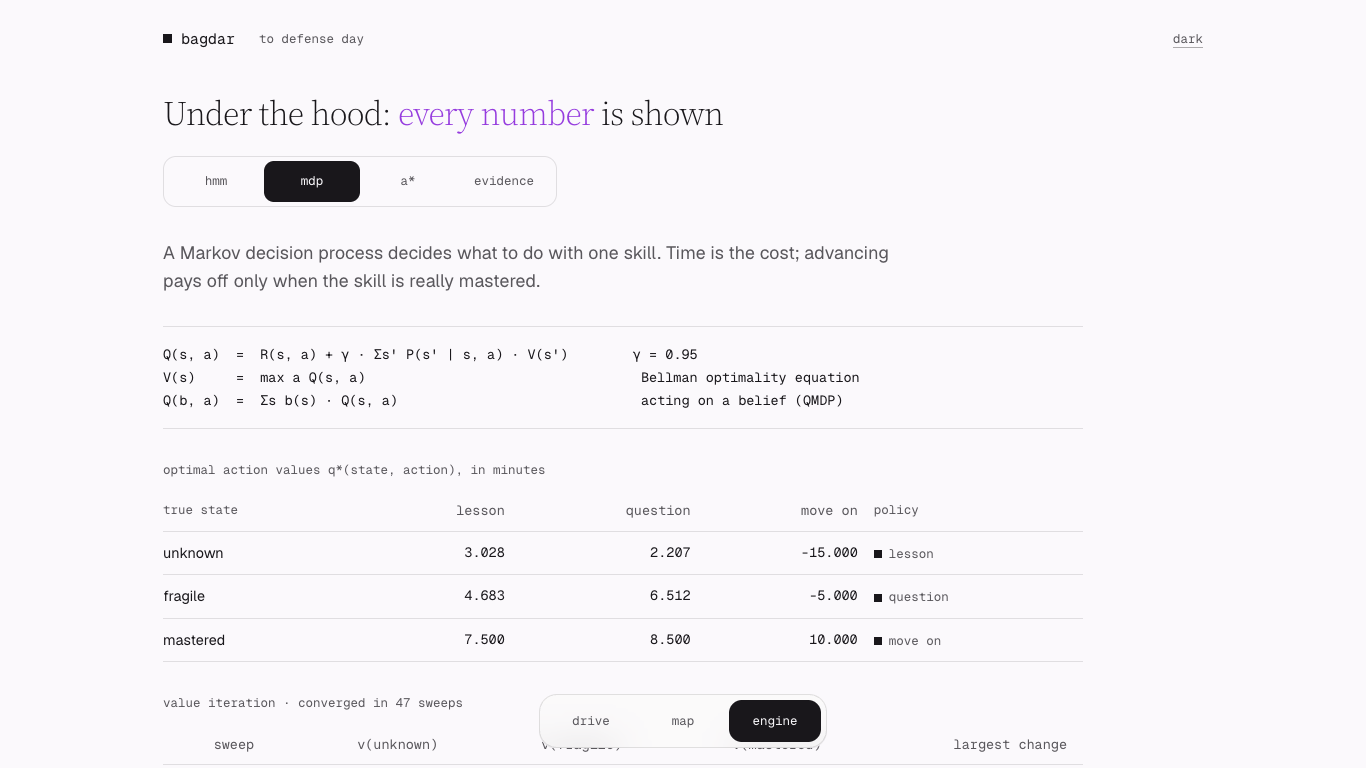 bagdar to defense day dark
Under the hood: every number is shown
hmm mdp a* evidence
A Markov decision process decides what to do with one skill. Time is the cost; advancing
pays off only when the skill is really mastered.
Q(s, a) = R(s, a) + γ · Σs' P(s' | s, a) · V(s') γ = 0.95
V(s) = max a Q(s, a) Bellman optimality equation
Q(b, a) = Σs b(s) · Q(s, a) acting on a belief (QMDP)
optimal action values q*(state, action), in minutes
true state lesson question move on policy
unknown 3.028 2.207 -15.000 lesson
fragile 4.683 6.512 -5.000 question
mastered 7.500 8.500 10.000 move on
value iteration · converged in 47 sweeps
drive map engine
sweep v(unknown) largest change